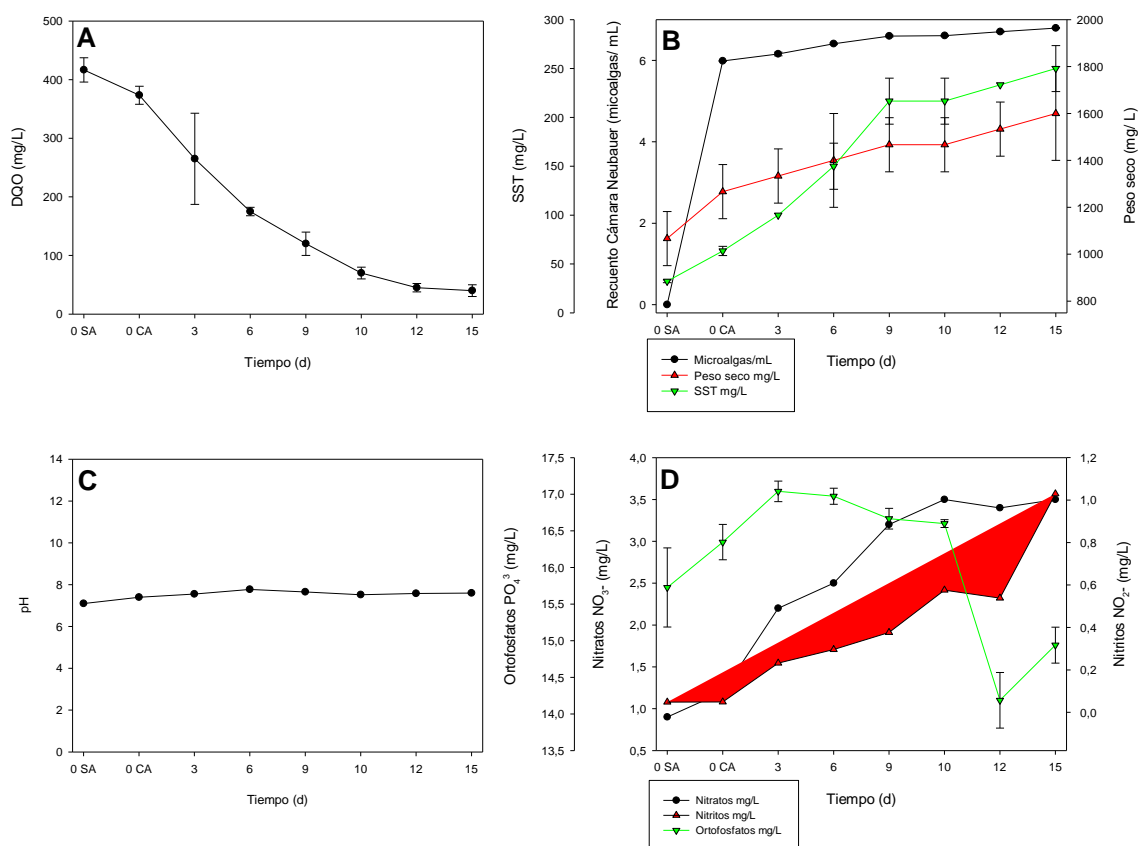 A
500
400
300
200
100
0
DQO (mg/L)
0 SA
0 CA
3
6
9
10
12
15
Tiempo (d)
B
300
250
200
150
100
50
0
SST (mg/L)
6
4
2
0
Recuento Cámara Neubauer (micoalgas/ mL)
2000
1800
1600
1400
1200
1000
800
Peso seco (mg/ L)
0 SA
0 CA
3
6
9
10
12
15
Tiempo (d)
Microalgas/mL
Peso seco mg/L
SST mg/L
C
14
12
10
8
6
4
2
0
pH
0 SA
0 CA
3
6
9
10
12
15
Tiempo (d)
D
17,5
17,0
16,5
16,0
15,5
15,0
14,5
14,0
13,5
Ortofosfatos PO₄³ (mg/L)
4,0
3,5
3,0
2,5
2,0
1,5
1,0
0,5
Nitratos NO₃- (mg/L)
1,2
1,0
0,8
0,6
0,4
0,2
0,0
Nitritos NO₂- (mg/L)
0 SA
0 CA
3
6
9
10
12
15
Tiempo (d)
Nitratos mg/L
Nitritos mg/L
Ortofosfatos mg/L